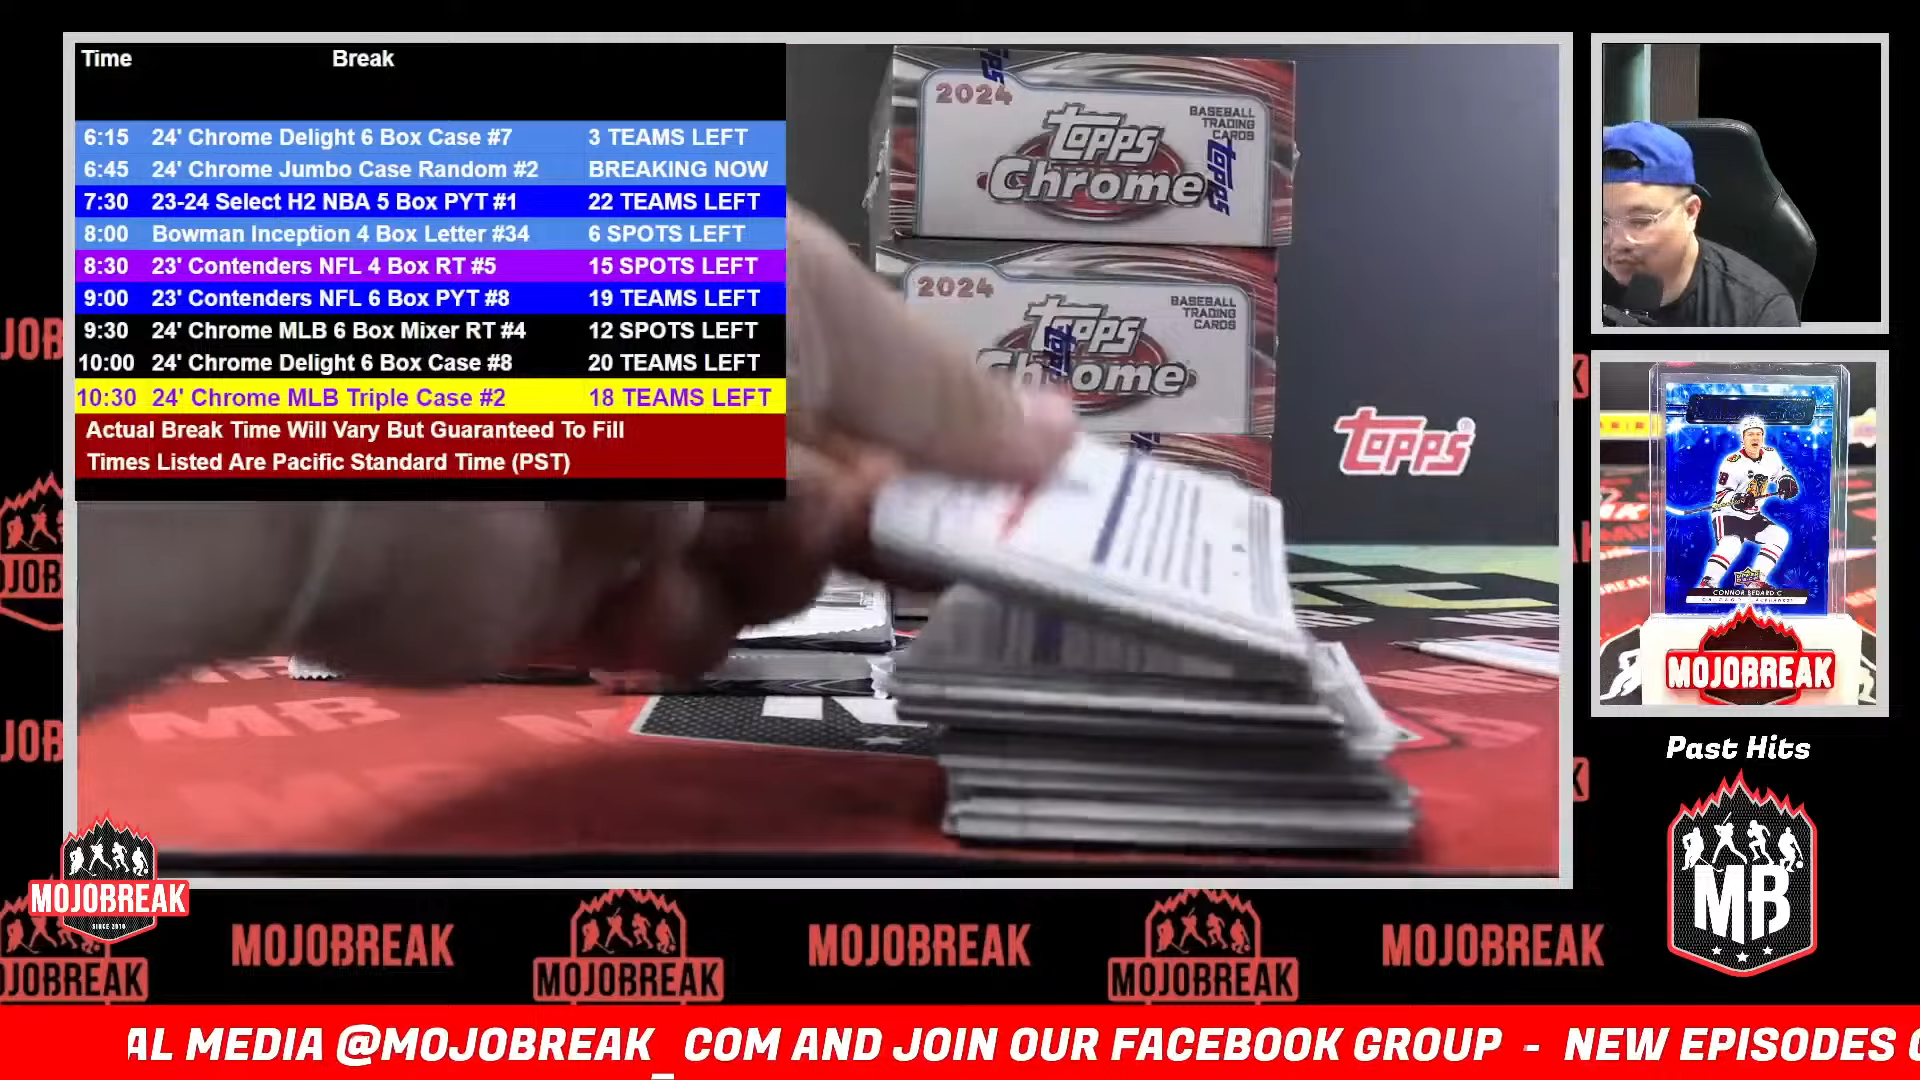 Time Break
6:15 24' Chrome Delight 6 Box Case #7 3 TEAMS LEFT
6:45 24' Chrome Jumbo Case Random #2 BREAKING NOW
7:30 23-24 Select H2 NBA 5 Box PYT #1 22 TEAMS LEFT
8:00 Bowman Inception 4 Box Letter #34 6 SPOTS LEFT
8:30 23' Contenders NFL 4 Box RT #5 15 SPOTS LEFT
9:00 23' Contenders NFL 6 Box PYT #8 19 TEAMS LEFT
9:30 24' Chrome MLB 6 Box Mixer RT #4 12 SPOTS LEFT
10:00 24' Chrome Delight 6 Box Case #8 20 TEAMS LEFT
10:30 24' Chrome MLB Triple Case #2 18 TEAMS LEFT
Actual Break Time Will Vary But Guaranteed To Fill
Times Listed Are Pacific Standard Time (PST)
2024
Topps
Chrome
BASEBALL
TRADING
CARDS
topps
2024
Topps
Chrome
BASEBALL
TRADING
CARDS
topps
MB
CONNOR BEDARD
MOJOBREAK
Past Hits
MB
MOJOBREAK
SINCE 2010
MOJOBREAK
MOJOBREAK
MOJOBREAK
MOJOBREAK
MOJOBREAK
AL MEDIA @MOJOBREAK_COM AND JOIN OUR FACEBOOK GROUP - NEW EPISODES